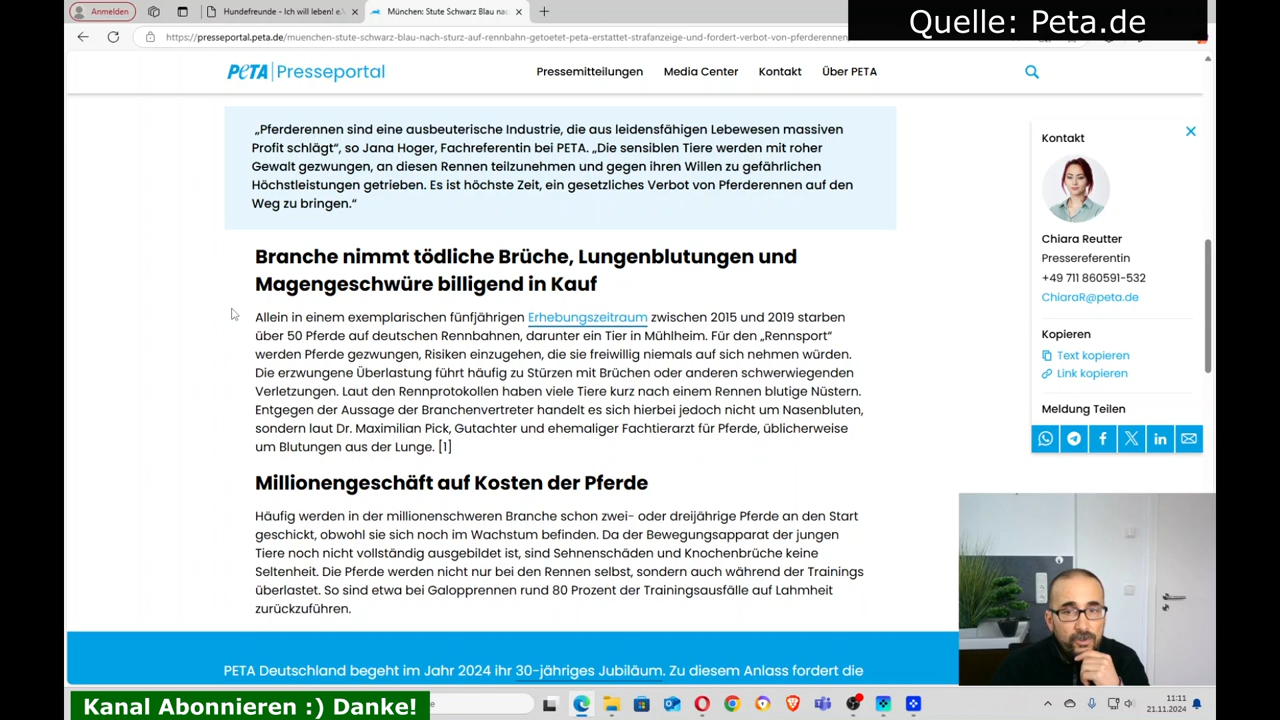 Anmelden
Hundefreunde - Ich will leben! e.V
München: Stute Schwarz Blau nac
Quelle: Peta.de
https://presseportal.peta.de/muenchen-stute-schwarz-blau-nach-sturz-auf-rennbahn-getoetet-peta-erstattet-strafanzeige-und-fordert-verbot-von-pferderennen
PETA Presseportal
Pressemitteilungen Media Center Kontakt Über PETA
„Pferderennen sind eine ausbeuterische Industrie, die aus leidensfähigen Lebewesen massiven
Profit schlägt“, so Jana Hoger, Fachreferentin bei PETA. „Die sensiblen Tiere werden mit roher
Gewalt gezwungen, an diesen Rennen teilzunehmen und gegen ihren Willen zu gefährlichen
Höchstleistungen getrieben. Es ist höchste Zeit, ein gesetzliches Verbot von Pferderennen auf den
Weg zu bringen.“
Branche nimmt tödliche Brüche, Lungenblutungen und
Magengeschwüre billigend in Kauf
Allein in einem exemplarischen fünfjährigen Erhebungszeitraum zwischen 2015 und 2019 starben
über 50 Pferde auf deutschen Rennbahnen, darunter ein Tier in Mühlheim. Für den „Rennsport“
werden Pferde gezwungen, Risiken einzugehen, die sie freiwillig niemals auf sich nehmen würden.
Die erzwungene Überlastung führt häufig zu Stürzen mit Brüchen oder anderen schwerwiegenden
Verletzungen. Laut den Rennprotokollen haben viele Tiere kurz nach einem Rennen blutige Nüstern.
Entgegen der Aussage der Branchenvertreter handelt es sich hierbei jedoch nicht um Nasenbluten,
sondern laut Dr. Maximilian Pick, Gutachter und ehemaliger Fachtierarzt für Pferde, üblicherweise
um Blutungen aus der Lunge. [1]
Millionengeschäft auf Kosten der Pferde
Häufig werden in der millionenschweren Branche schon zwei- oder dreijährige Pferde an den Start
geschickt, obwohl sie sich noch im Wachstum befinden. Da der Bewegungsapparat der jungen
Tiere noch nicht vollständig ausgebildet ist, sind Sehnenschäden und Knochenbrüche keine
Seltenheit. Die Pferde werden nicht nur bei den Rennen selbst, sondern auch während der Trainings
überlastet. So sind etwa bei Galopprennen rund 80 Prozent der Trainingsausfälle auf Lahmheit
zurückzuführen.
PETA Deutschland begeht im Jahr 2024 ihr 30-jähriges Jubiläum. Zu diesem Anlass fordert die
Kontakt
Chiara Reutter
Pressereferentin
+49 711 860591-532
ChiaraR@peta.de
Kopieren
Text kopieren
Link kopieren
Meldung Teilen
Kanal Abonnieren :) Danke!
11:11
21.11.2024